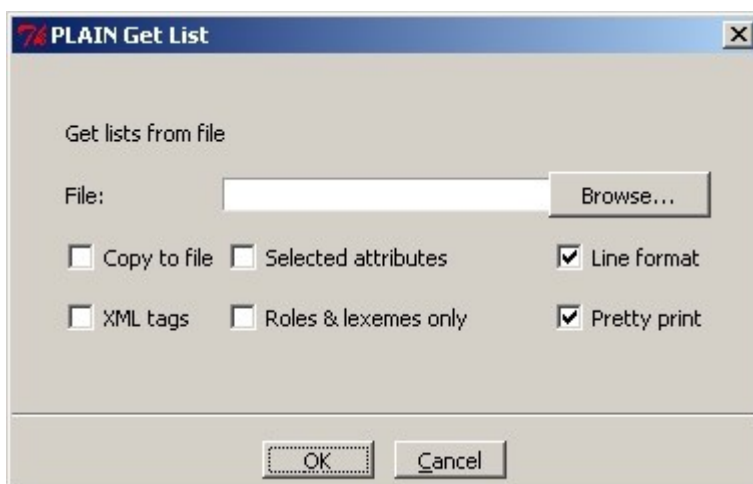 PLAIN Get List
Get lists from file
File: Browse...
Copy to file Selected attributes Line format
XML tags Roles & lexemes only Pretty print
OK Cancel